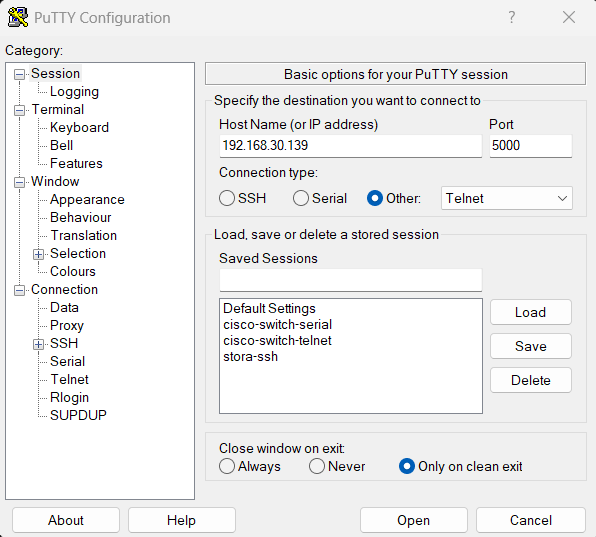 PuTTY Configuration
Category:
Session
Logging
Terminal
Keyboard
Bell
Features
Window
Appearance
Behaviour
Translation
Selection
Colours
Connection
Data
Proxy
SSH
Serial
Telnet
Rlogin
SUPDUP
Basic options for your PuTTY session
Specify the destination you want to connect to
Host Name (or IP address) Port
192.168.30.139 5000
Connection type:
SSH Serial Other: Telnet
Load, save or delete a stored session
Saved Sessions
Default Settings
cisco-switch-serial
cisco-switch-telnet
stora-ssh
Load
Save
Delete
Close window on exit:
Always Never Only on clean exit
About Help Open Cancel